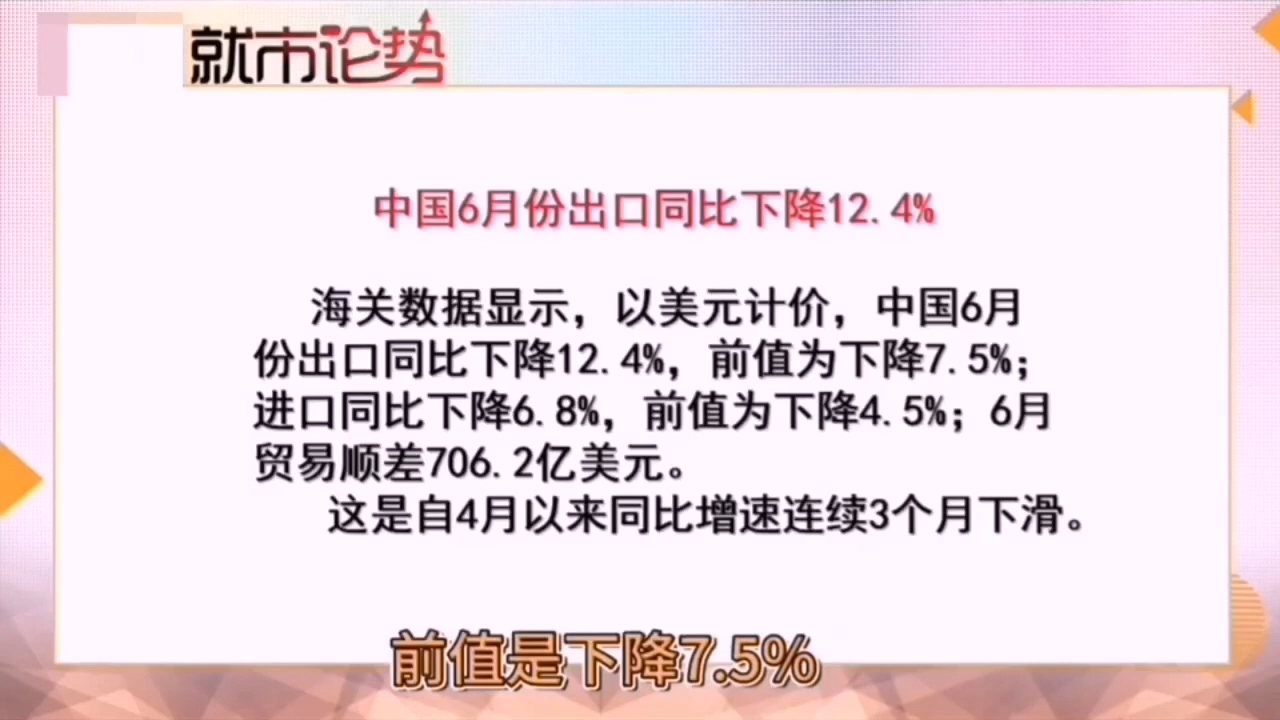 就市论势
中国6月份出口同比下降12.4%
海关数据显示，以美元计价，中国6月
份出口同比下降12.4%，前值为下降7.5%；
进口同比下降6.8%，前值为下降4.5%；6月
贸易顺差706.2亿美元。
这是自4月以来同比增速连续3个月下滑。
前值是下降7.5%